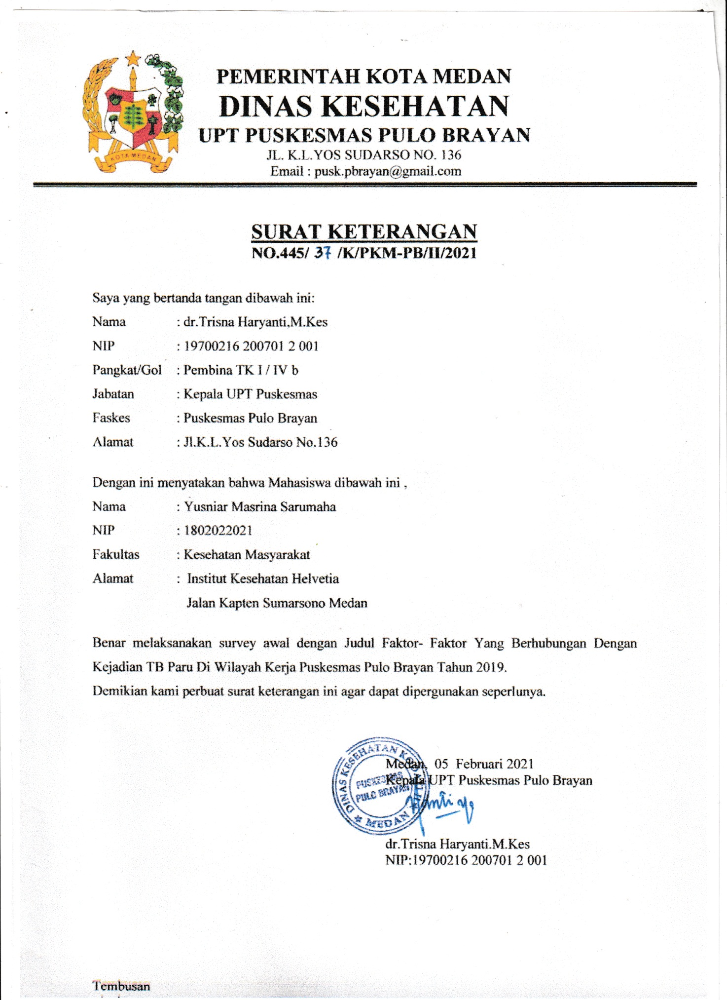 PEMERINTAH KOTA MEDAN
DINAS KESEHATAN
UPT PUSKESMAS PULO BRAYAN
JL. K.L.YOS SUDARSO NO. 136
Email : pusk.pbrayan@gmail.com
KOTA MEDAN
SURAT KETERANGAN
NO.445/ 37 /K/PKM-PB/II/2021
Saya yang bertanda tangan dibawah ini:
Nama : dr.Trisna Haryanti,M.Kes
NIP : 19700216 200701 2 001
Pangkat/Gol : Pembina TK I / IV b
Jabatan : Kepala UPT Puskesmas
Faskes : Puskesmas Pulo Brayan
Alamat : Jl.K.L.Yos Sudarso No.136
Dengan ini menyatakan bahwa Mahasiswa dibawah ini ,
Nama : Yusniar Masrina Sarumaha
NIP : 1802022021
Fakultas : Kesehatan Masyarakat
Alamat : Institut Kesehatan Helvetia
Jalan Kapten Sumarsono Medan
Benar melaksanakan survey awal dengan Judul Faktor- Faktor Yang Berhubungan Dengan
Kejadian TB Paru Di Wilayah Kerja Puskesmas Pulo Brayan Tahun 2019.
Demikian kami perbuat surat keterangan ini agar dapat dipergunakan seperlunya.
Medan, 05 Februari 2021
Kepala UPT Puskesmas Pulo Brayan
DINAS KESEHATAN
PUSKESMAS
PULO BRAYAN
MEDAN
dr.Trisna Haryanti.M.Kes
NIP:19700216 200701 2 001
Tembusan